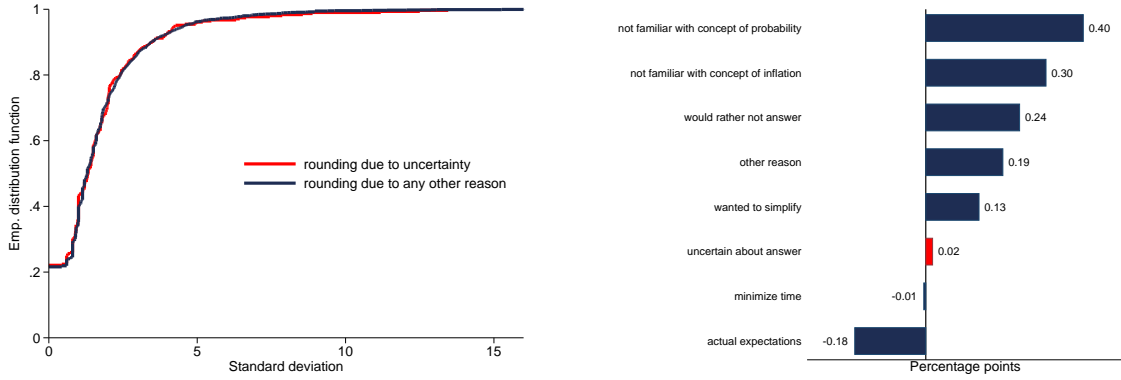 1
.8
.6
.4
.2
0
Emp. distribution function
0
5
10
15
Standard deviation
rounding due to uncertainty
rounding due to any other reason
not familiar with concept of probability 0.40
not familiar with concept of inflation 0.30
would rather not answer 0.24
other reason 0.19
wanted to simplify 0.13
uncertain about answer 0.02
minimize time -0.01
actual expectations -0.18
Percentage points